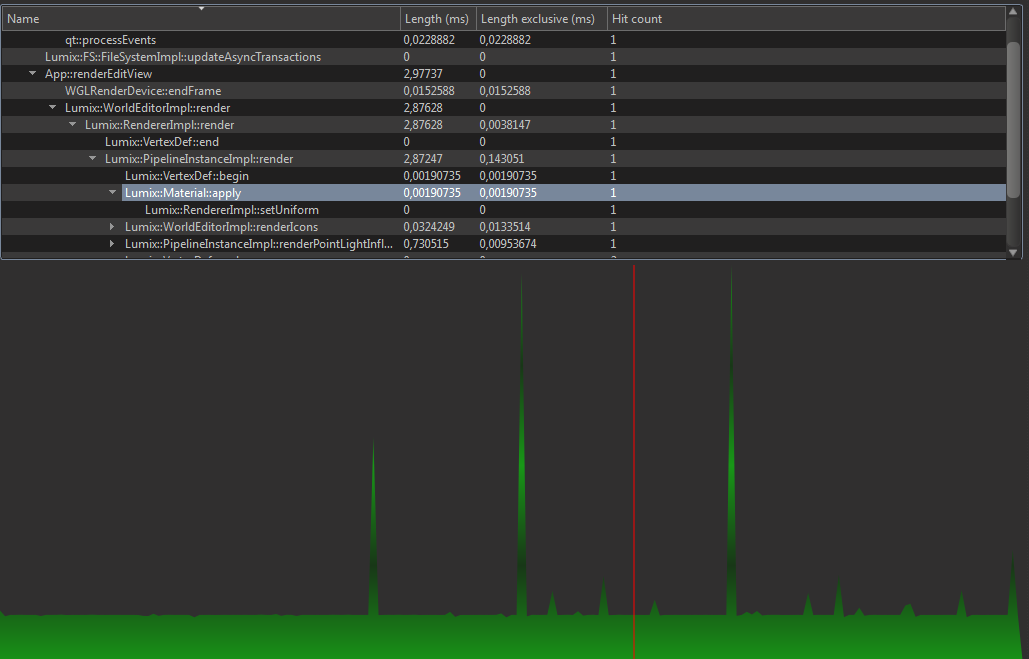 Name Length (ms) Length exclusive (ms) Hit count
qt::processEvents 0,0228882 0,0228882 1
Lumix::FS::FileSystemImpl::updateAsyncTransactions 0 0 1
App::renderEditView 2,97737 0 1
WGLRenderDevice::endFrame 0,0152588 0,0152588 1
Lumix::WorldEditorImpl::render 2,87628 0 1
Lumix::RendererImpl::render 2,87628 0,0038147 1
Lumix::VertexDef::end 0 0 1
Lumix::PipelineInstanceImpl::render 2,87247 0,143051 1
Lumix::VertexDef::begin 0,00190735 0,00190735 1
Lumix::Material::apply 0,00190735 0,00190735 1
Lumix::RendererImpl::setUniform 0 0 1
Lumix::WorldEditorImpl::renderIcons 0,0324249 0,0133514 1
Lumix::PipelineInstanceImpl::renderPointLightInfl... 0,730515 0,00953674 1